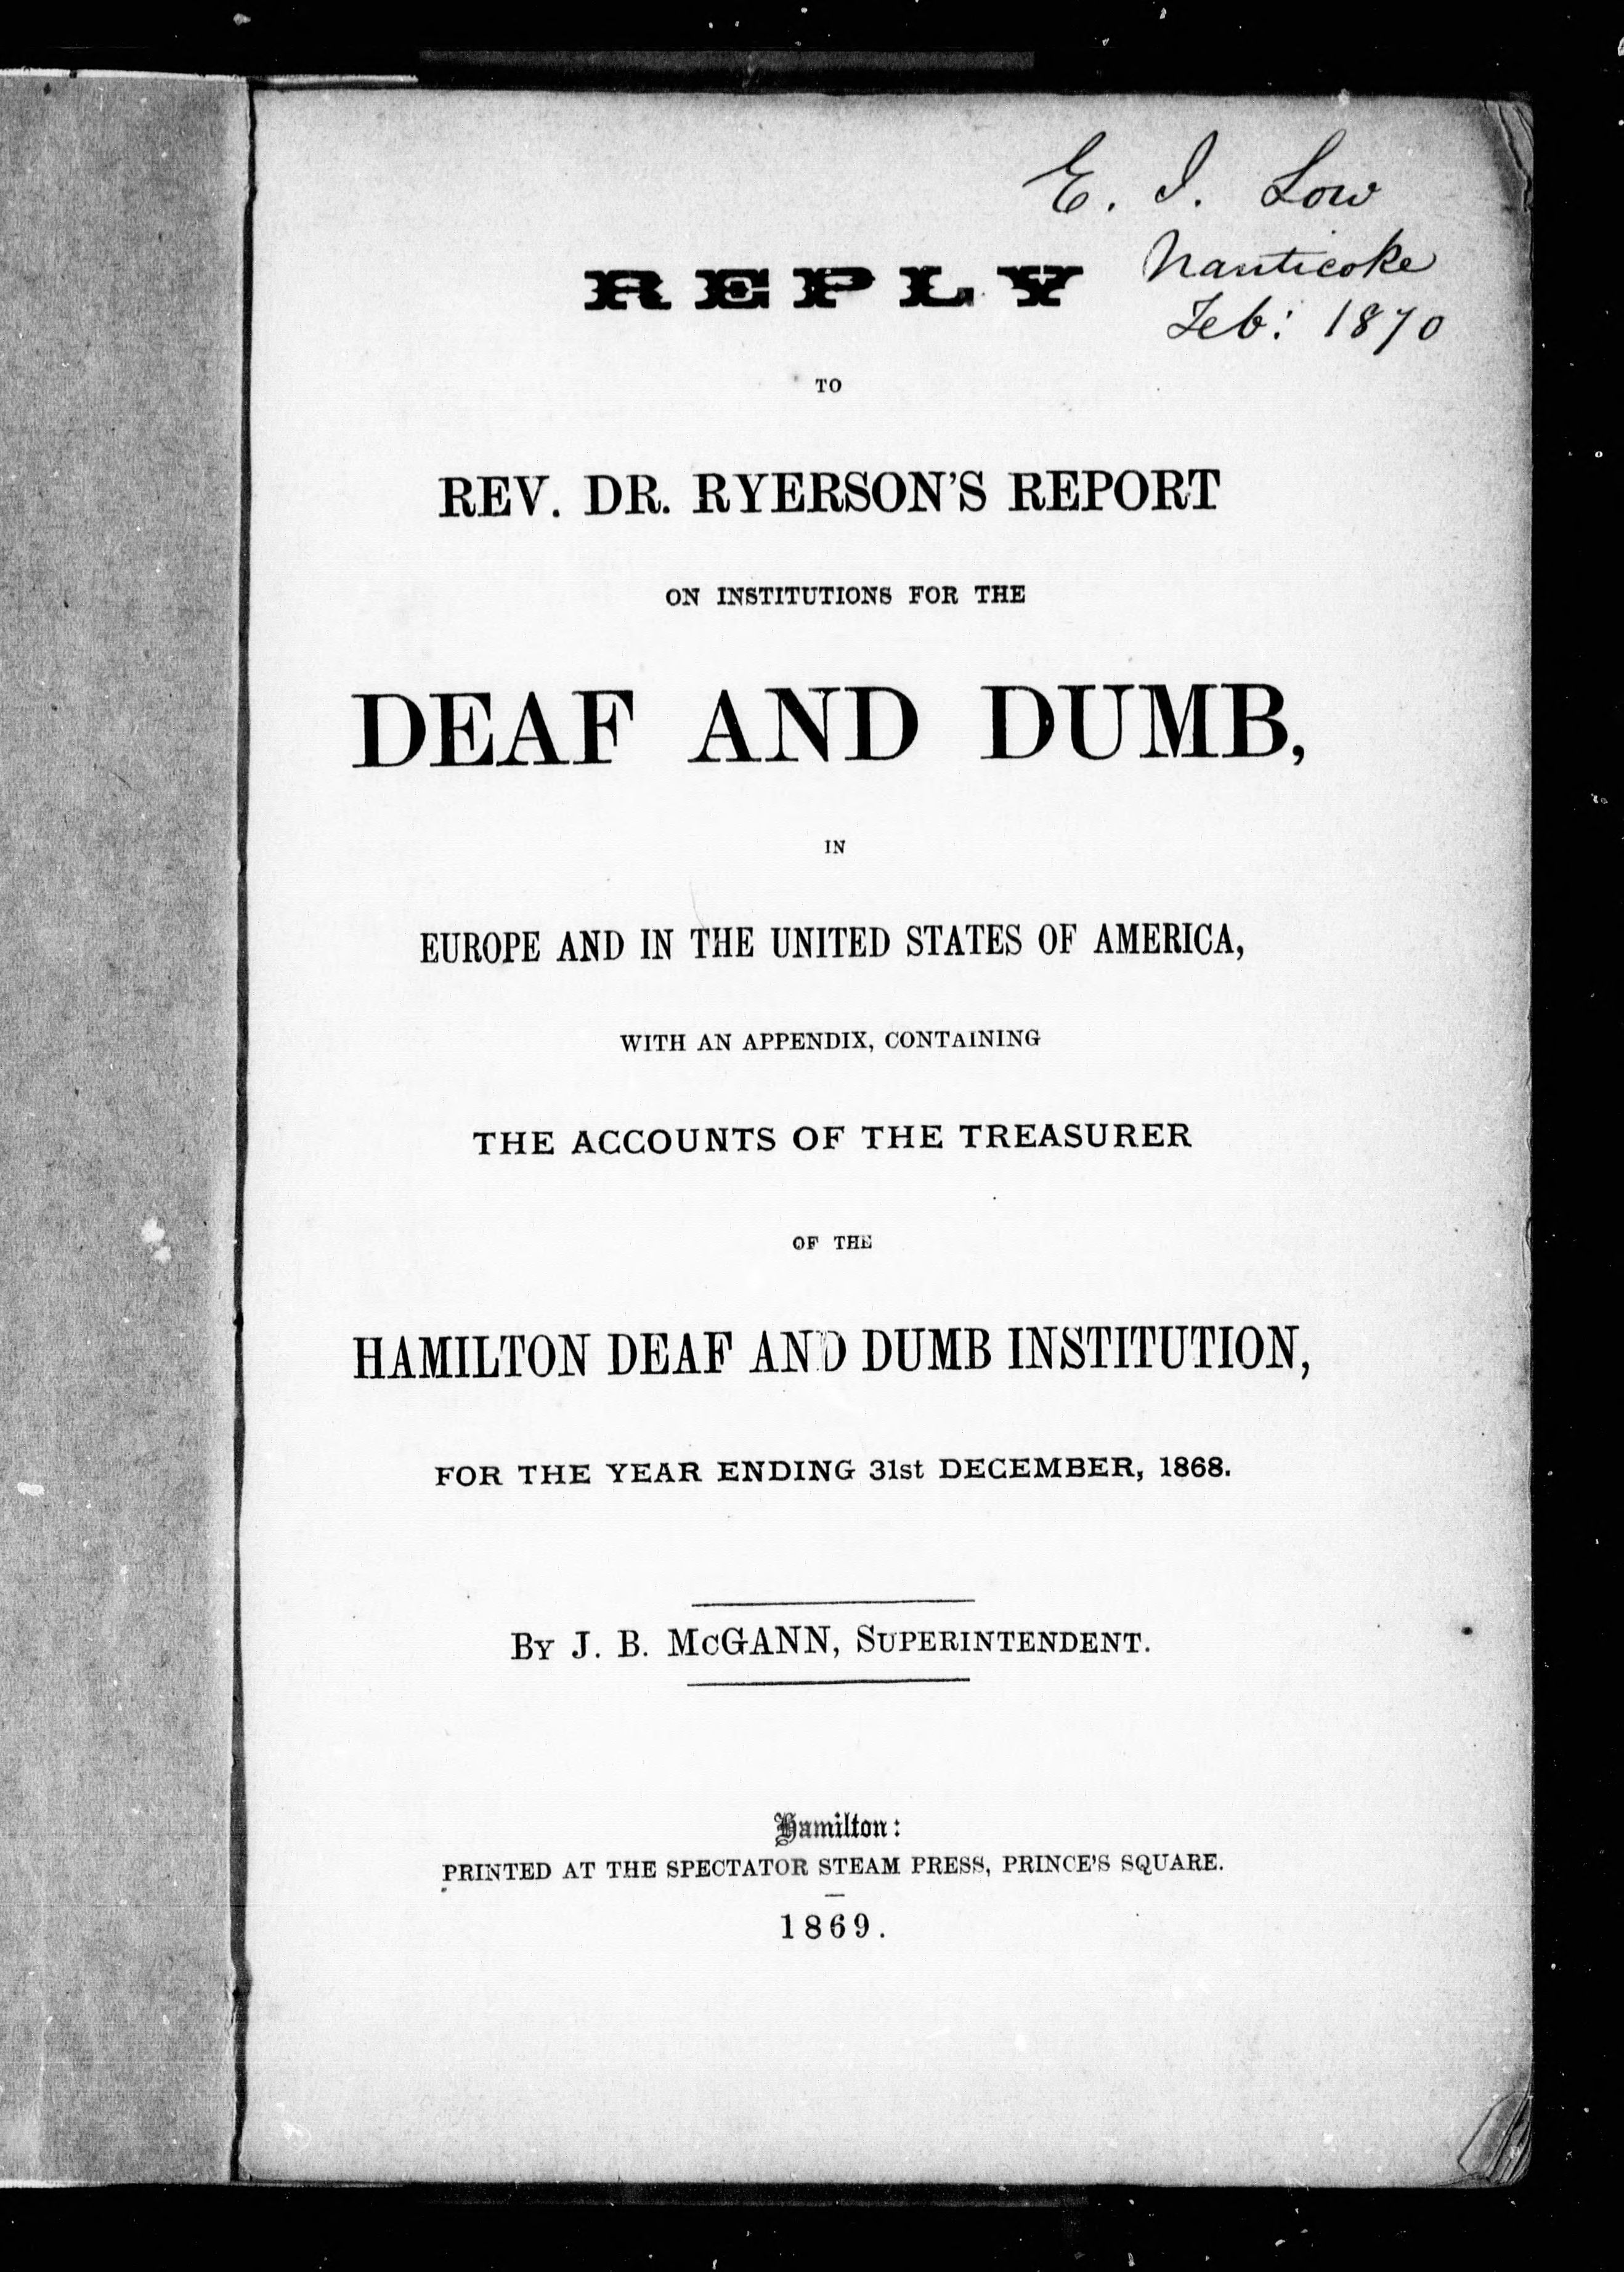 E. I. Low
Nanticoke
Feb: 1870
REPLY
TO
REV. DR. RYERSON'S REPORT
ON INSTITUTIONS FOR THE
DEAF AND DUMB,
IN
EUROPE AND IN THE UNITED STATES OF AMERICA,
WITH AN APPENDIX, CONTAINING
THE ACCOUNTS OF THE TREASURER
OF THE
HAMILTON DEAF AND DUMB INSTITUTION,
FOR THE YEAR ENDING 31st DECEMBER, 1868.
BY J. B. McGANN, SUPERINTENDENT.
Hamilton:
PRINTED AT THE SPECTATOR STEAM PRESS, PRINCE'S SQUARE.
1869.